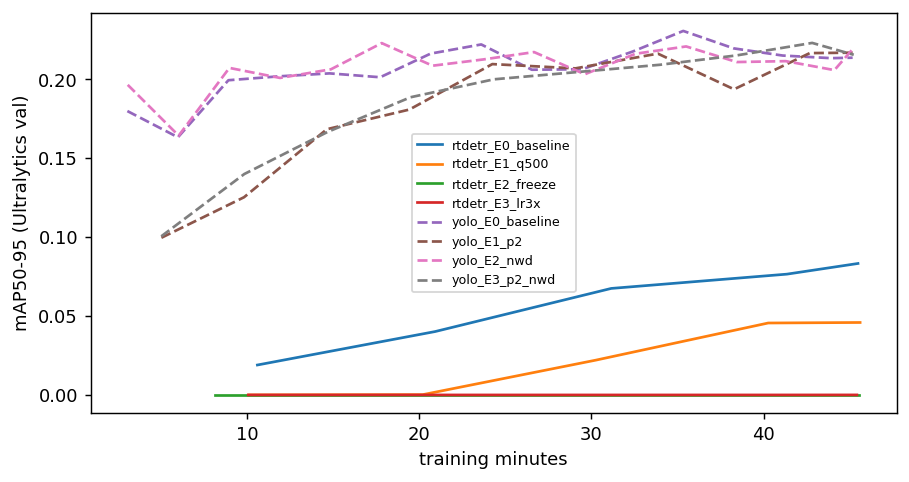 mAP50-95 (Ultralytics val)
0.20
0.15
0.10
0.05
0.00
rtdetr_E0_baseline
rtdetr_E1_q500
rtdetr_E2_freeze
rtdetr_E3_lr3x
yolo_E0_baseline
yolo_E1_p2
yolo_E2_nwd
yolo_E3_p2_nwd
10 20 30 40
training minutes